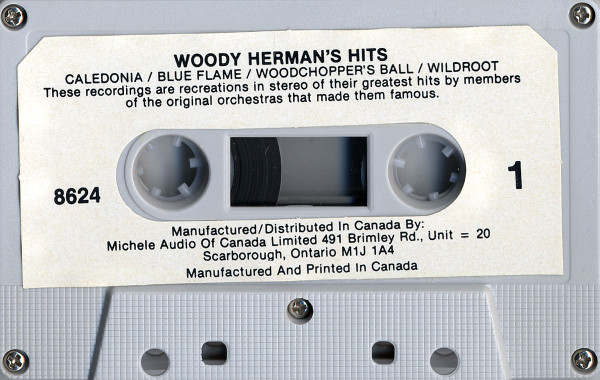 WOODY HERMAN'S HITS
CALEDONIA / BLUE FLAME / WOODCHOPPER'S BALL / WILDROOT
These recordings are recreations in stereo of their greatest hits by members
of the original orchestras that made them famous.
8624
1
Manufactured/Distributed In Canada By:
Michele Audio Of Canada Limited 491 Brimley Rd., Unit = 20
Scarborough, Ontario M1J 1A4
Manufactured And Printed In Canada